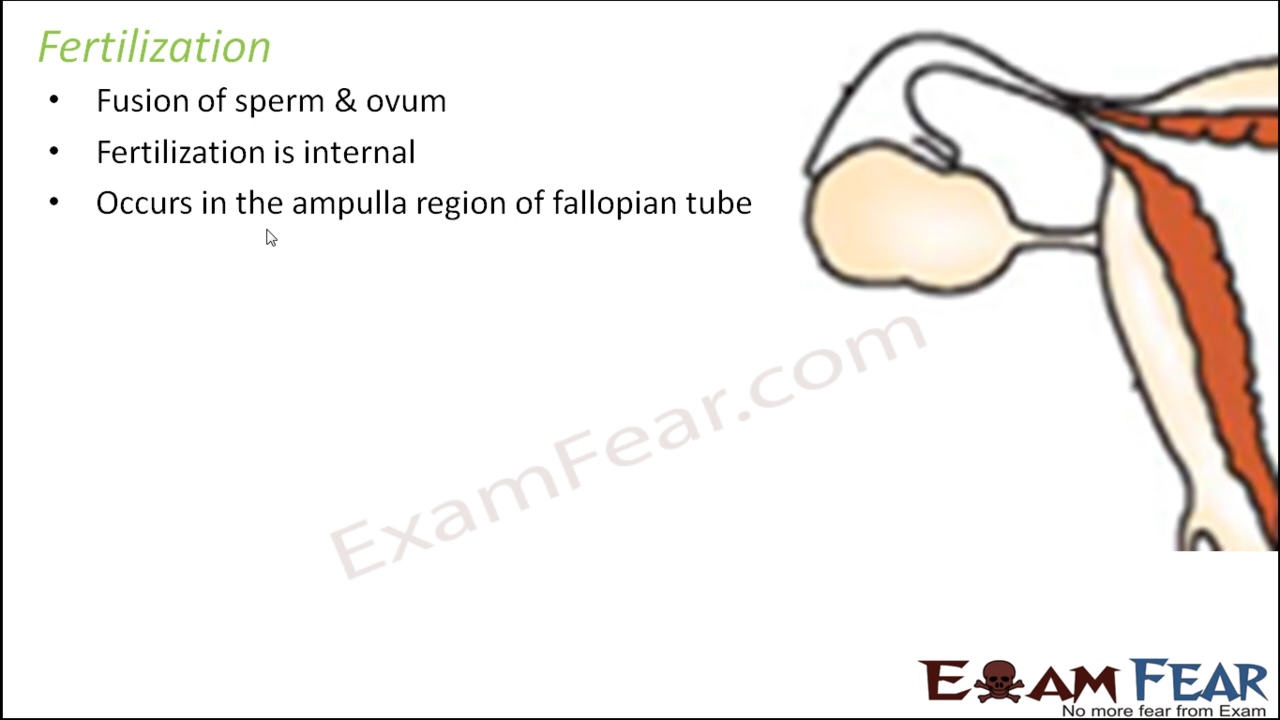 Fertilization
• Fusion of sperm & ovum
• Fertilization is internal
• Occurs in the ampulla region of fallopian tube
ExamFear.com
EXAM FEAR
No more fear from Exam